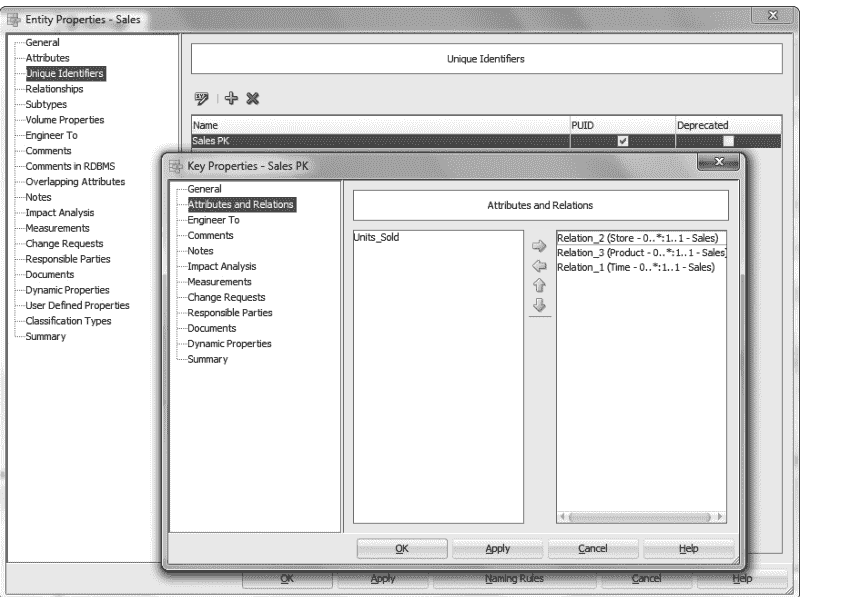 Entity Properties - Sales
General
Attributes
Unique Identifiers
Relationships
Subtypes
Volume Properties
Engineer To
Comments
Comments in RDBMS
Overlapping Attributes
Notes
Impact Analysis
Measurements
Change Requests
Responsible Parties
Documents
Dynamic Properties
User Defined Properties
Classification Types
Summary
Unique Identifiers
Name PUID Deprecated
Sales PK
Key Properties - Sales PK
General
Attributes and Relations
Engineer To
Comments
Notes
Impact Analysis
Measurements
Change Requests
Responsible Parties
Documents
Dynamic Properties
Summary
Attributes and Relations
Units_Sold
Relation_2 (Store - 0..*:1..1 - Sales)
Relation_3 (Product - 0..*:1..1 - Sales
Relation_1 (Time - 0..*:1..1 - Sales)
OK Apply Cancel Help
OK Apply Naming Rules Cancel Help